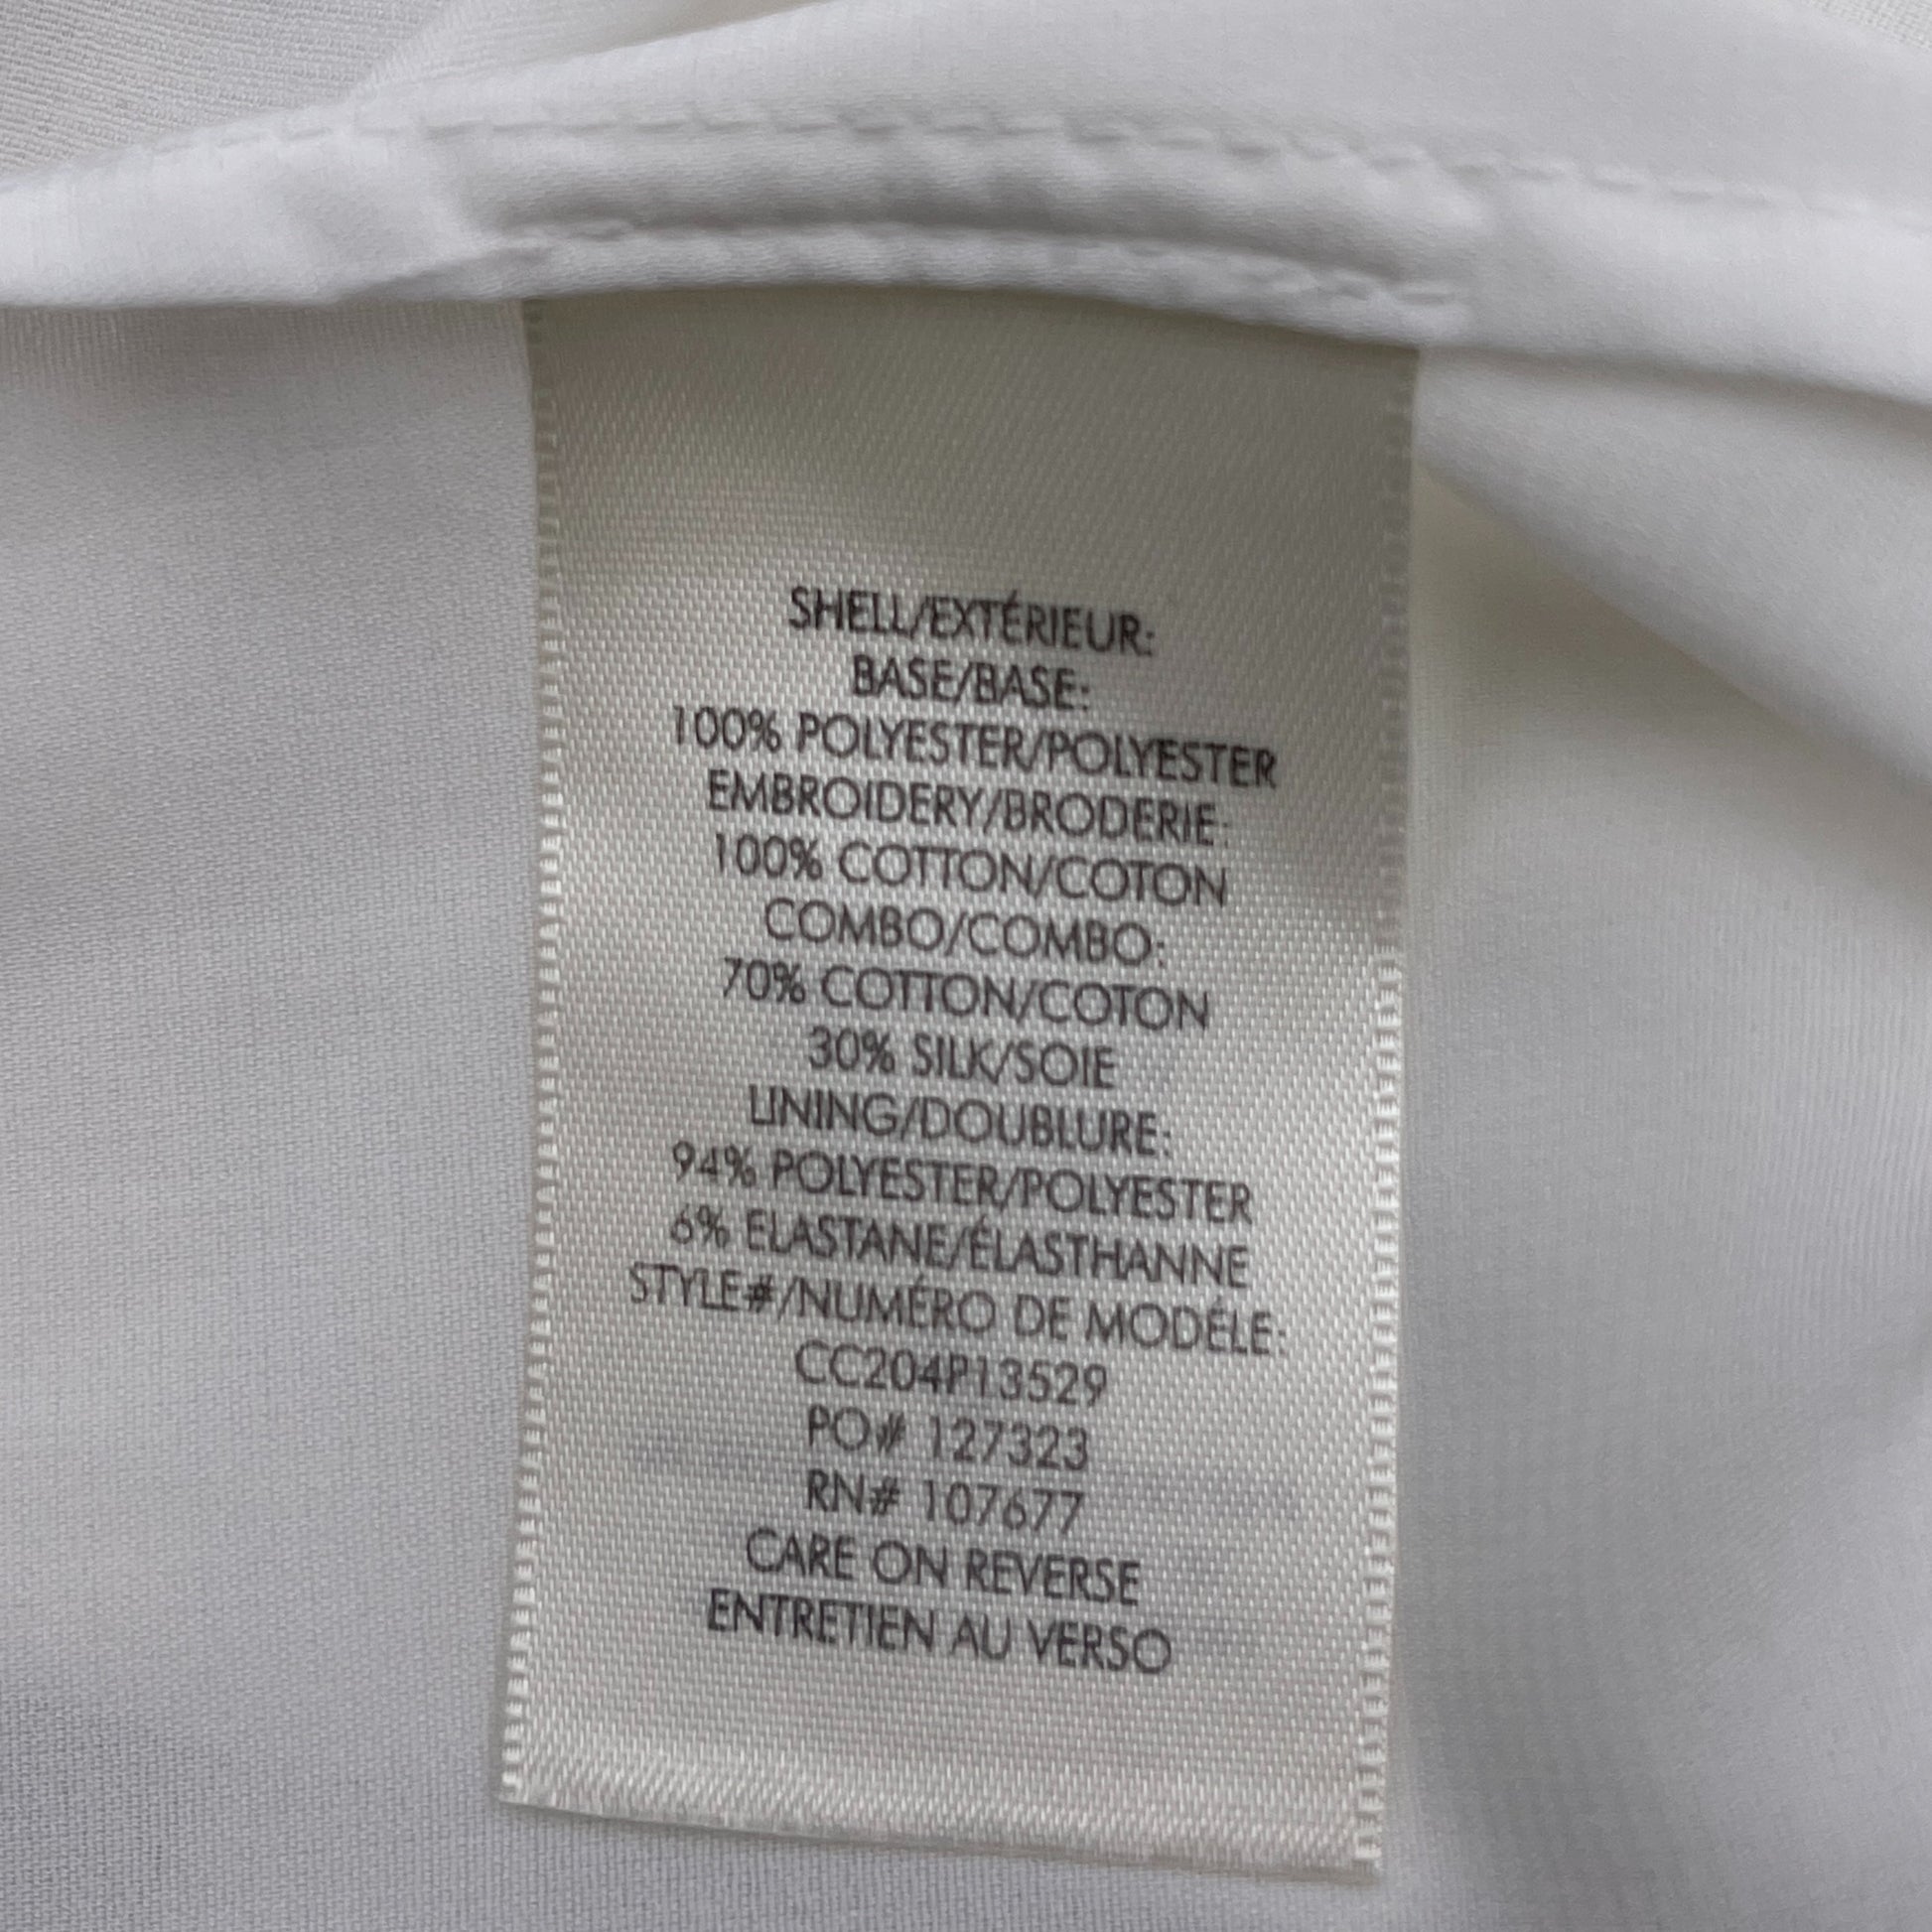 SHELL/EXTÉRIEUR:
BASE/BASE:
100% POLYESTER/POLYESTER
EMBROIDERY/BRODERIE:
100% COTTON/COTON
COMBO/COMBO:
70% COTTON/COTON
30% SILK/SOIE
LINING/DOUBLURE:
94% POLYESTER/POLYESTER
6% ELASTANE/ÉLASTHANNE
STYLE#/NUMÉRO DE MODÉLE:
CC204P13529
PO# 127323
RN# 107677
CARE ON REVERSE
ENTRETIEN AU VERSO